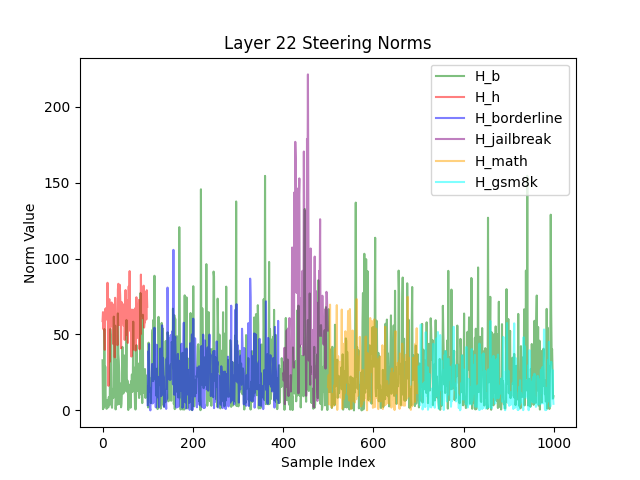 Layer 22 Steering Norms
Norm Value
200
150
100
50
0
H_b
H_h
H_borderline
H_jailbreak
H_math
H_gsm8k
0
200
400
600
800
1000
Sample Index